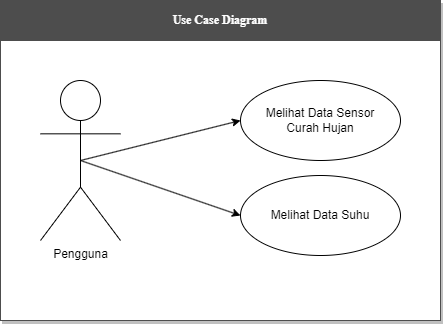 Use Case Diagram
Melihat Data Sensor
Curah Hujan
Melihat Data Suhu
Pengguna